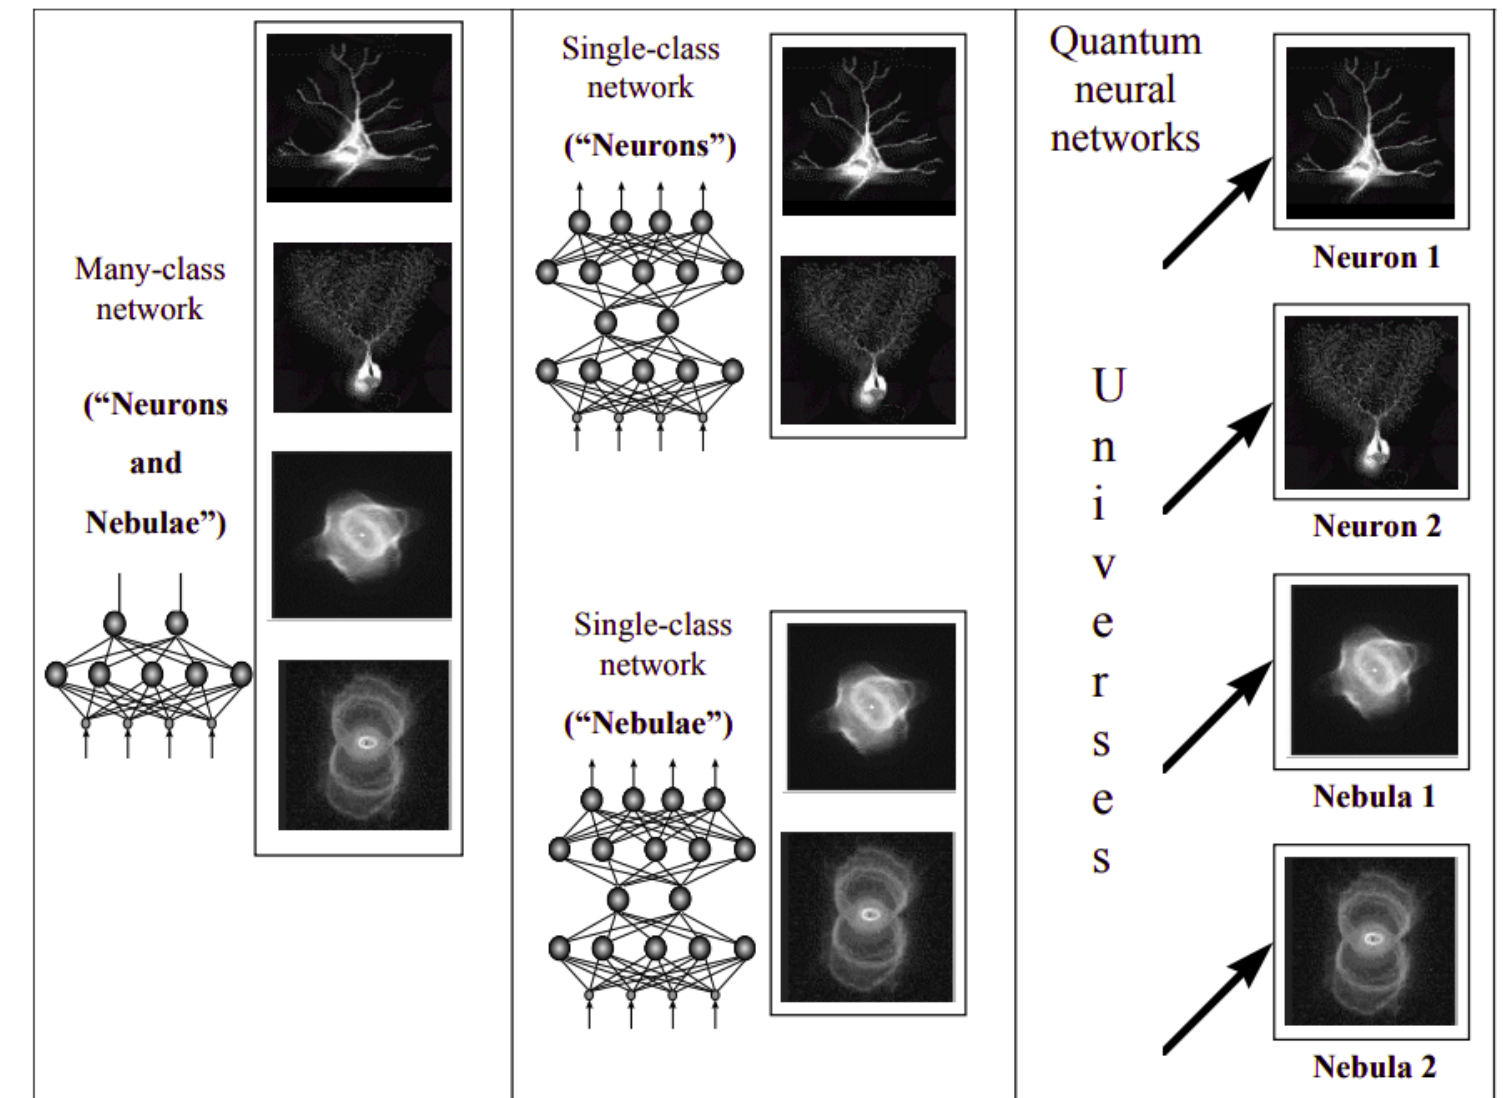 Many-class
network
(“Neurons
and
Nebulae”)
Single-class
network
(“Neurons”)
Single-class
network
(“Nebulae”)
Quantum
neural
networks
U
n
i
v
e
r
s
e
s
Neuron 1
Neuron 2
Nebula 1
Nebula 2